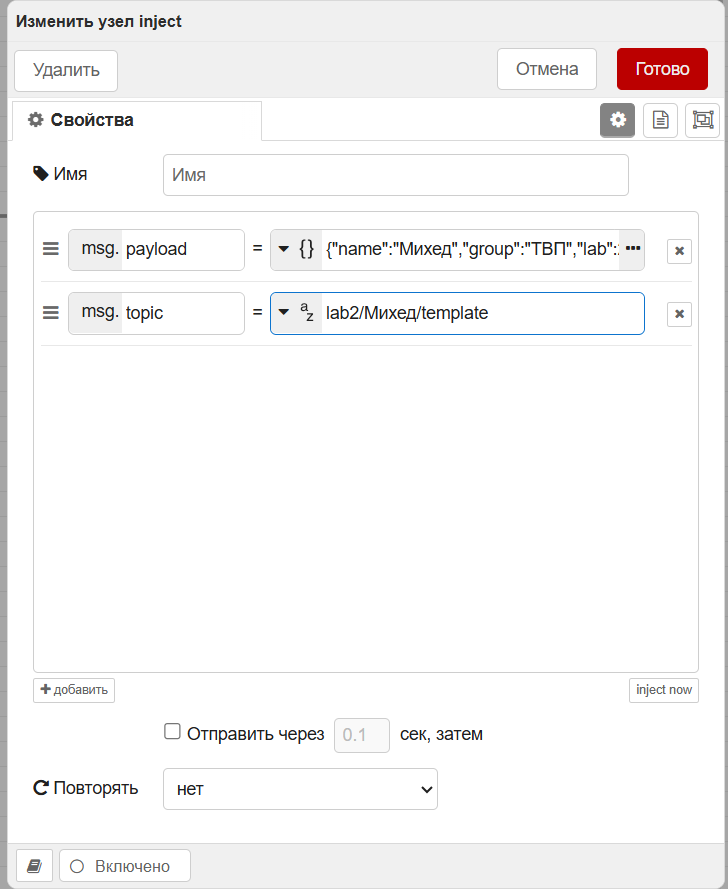 Изменить узел inject
Удалить
Отмена
Готово
Свойства
Имя
Имя
msg. payload = {} {"name":"Михед","group":"ТВП","lab": •••
msg. topic = az lab2/Михед/template
добавить
inject now
Отправить через 0.1 сек, затем
Повторять нет
Включено